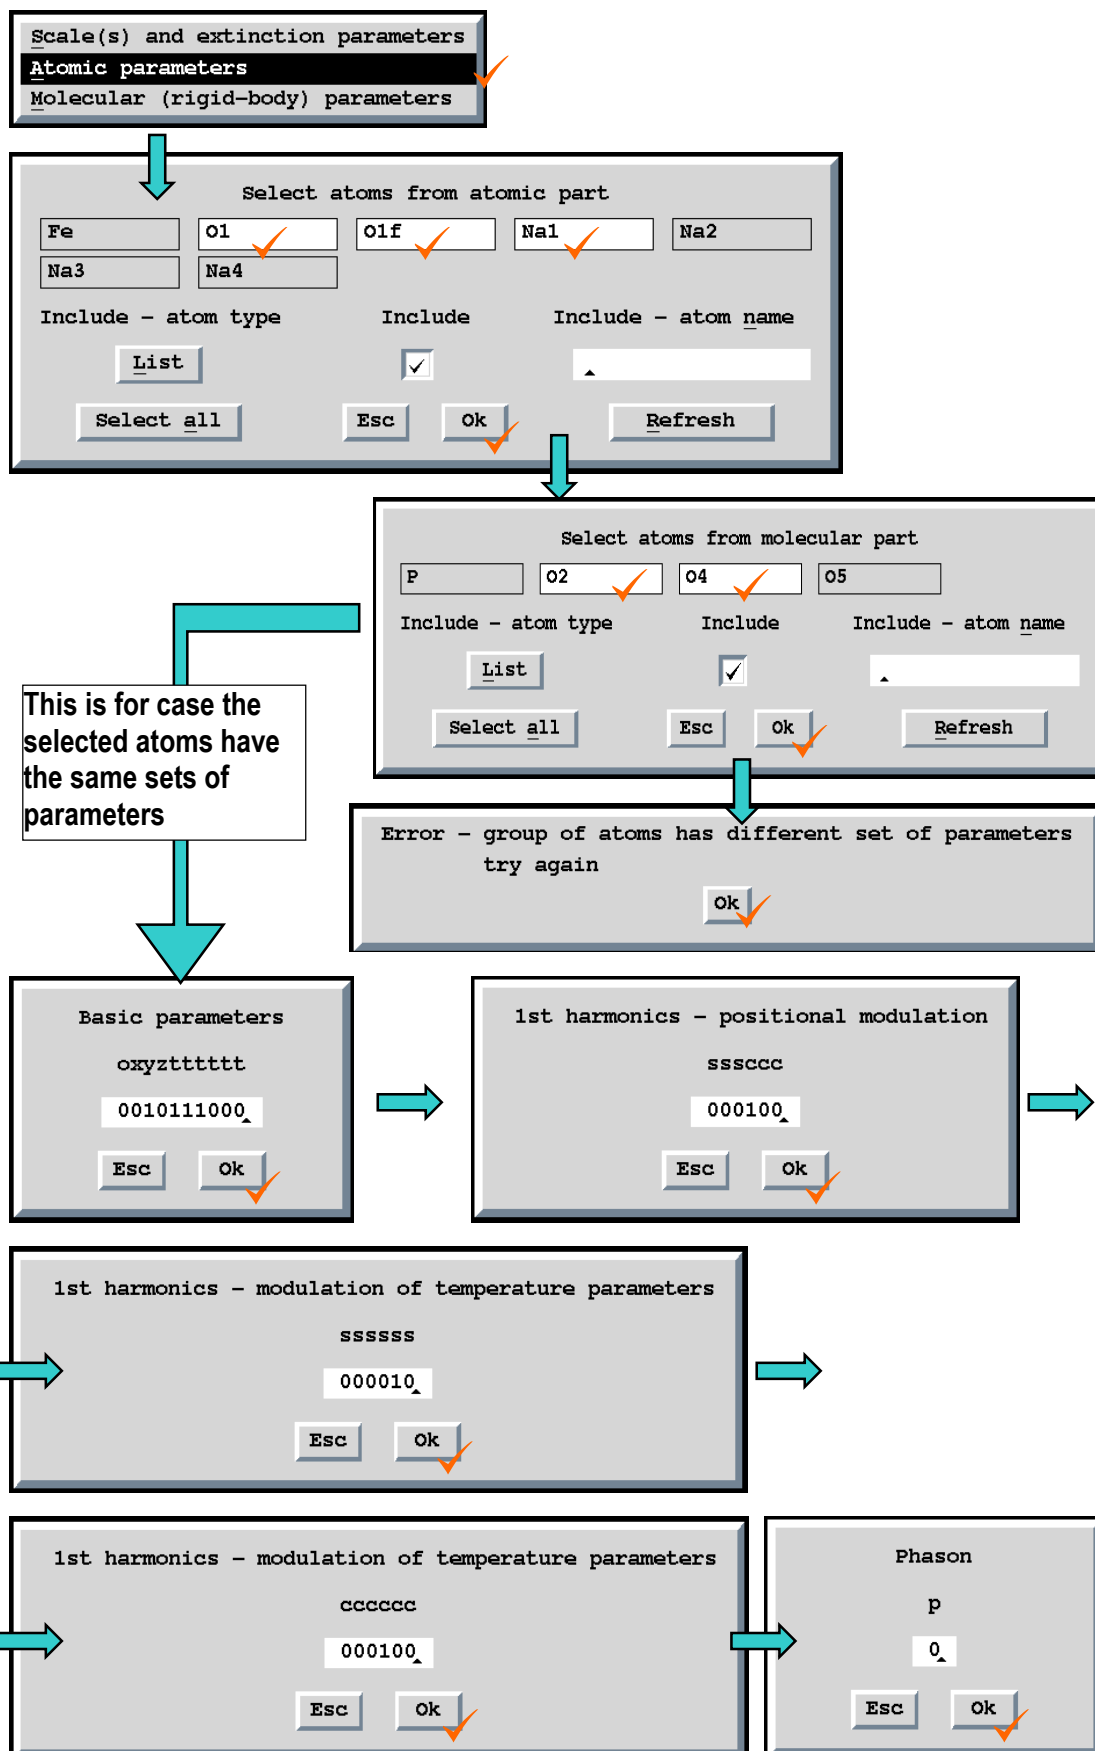 Scale(s) and extinction parameters
Atomic parameters
Molecular (rigid-body) parameters
Select atoms from atomic part
Fe O1 O1f Na1 Na2
Na3 Na4
Include - atom type Include Include - atom name
List
Select all Esc Ok Refresh
Select atoms from molecular part
P O2 O4 O5
Include - atom type Include Include - atom name
List
Select all Esc Ok Refresh
This is for case the
selected atoms have
the same sets of
parameters
Error - group of atoms has different set of parameters
try again
Ok
Basic parameters
oxyztttttt
0010111000
Esc Ok
1st harmonics - positional modulation
sssccc
000100
Esc Ok
1st harmonics - modulation of temperature parameters
ssssss
000010
Esc Ok
1st harmonics - modulation of temperature parameters
cccccc
000100
Esc Ok
Phason
p
0
Esc Ok